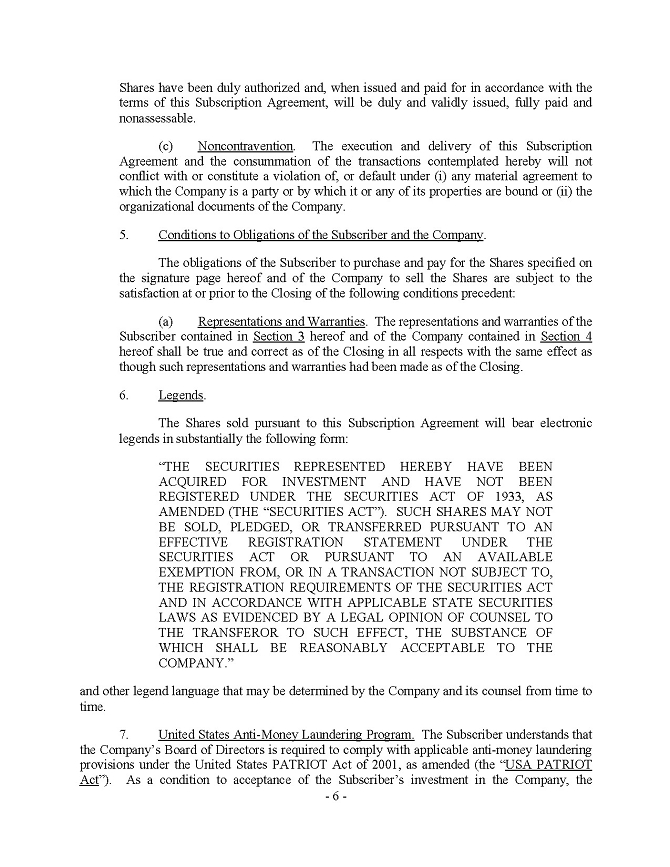 Shares have been duly authorized and, when issued and paid for in accordance with the
terms of this Subscription Agreement, will be duly and validly issued, fully paid and
nonassessable.
(c) Noncontravention. The execution and delivery of this Subscription
Agreement and the consummation of the transactions contemplated hereby will not
conflict with or constitute a violation of, or default under (i) any material agreement to
which the Company is a party or by which it or any of its properties are bound or (ii) the
organizational documents of the Company.
5. Conditions to Obligations of the Subscriber and the Company.
The obligations of the Subscriber to purchase and pay for the Shares specified on
the signature page hereof and of the Company to sell the Shares are subject to the
satisfaction at or prior to the Closing of the following conditions precedent:
(a) Representations and Warranties. The representations and warranties of the
Subscriber contained in Section 3 hereof and of the Company contained in Section 4
hereof shall be true and correct as of the Closing in all respects with the same effect as
though such representations and warranties had been made as of the Closing.
6. Legends.
The Shares sold pursuant to this Subscription Agreement will bear electronic
legends in substantially the following form:
“THE SECURITIES REPRESENTED HEREBY HAVE BEEN
ACQUIRED FOR INVESTMENT AND HAVE NOT BEEN
REGISTERED UNDER THE SECURITIES ACT OF 1933, AS
AMENDED (THE “SECURITIES ACT”). SUCH SHARES MAY NOT
BE SOLD, PLEDGED, OR TRANSFERRED PURSUANT TO AN
EFFECTIVE REGISTRATION STATEMENT UNDER THE
SECURITIES ACT OR PURSUANT TO AN AVAILABLE
EXEMPTION FROM, OR IN A TRANSACTION NOT SUBJECT TO,
THE REGISTRATION REQUIREMENTS OF THE SECURITIES ACT
AND IN ACCORDANCE WITH APPLICABLE STATE SECURITIES
LAWS AS EVIDENCED BY A LEGAL OPINION OF COUNSEL TO
THE TRANSFEROR TO SUCH EFFECT, THE SUBSTANCE OF
WHICH SHALL BE REASONABLY ACCEPTABLE TO THE
COMPANY.”
and other legend language that may be determined by the Company and its counsel from time to
time.
7. United States Anti-Money Laundering Program. The Subscriber understands that
the Company’s Board of Directors is required to comply with applicable anti-money laundering
provisions under the United States PATRIOT Act of 2001, as amended (the “USA PATRIOT
Act”). As a condition to acceptance of the Subscriber’s investment in the Company, the
- 6 -